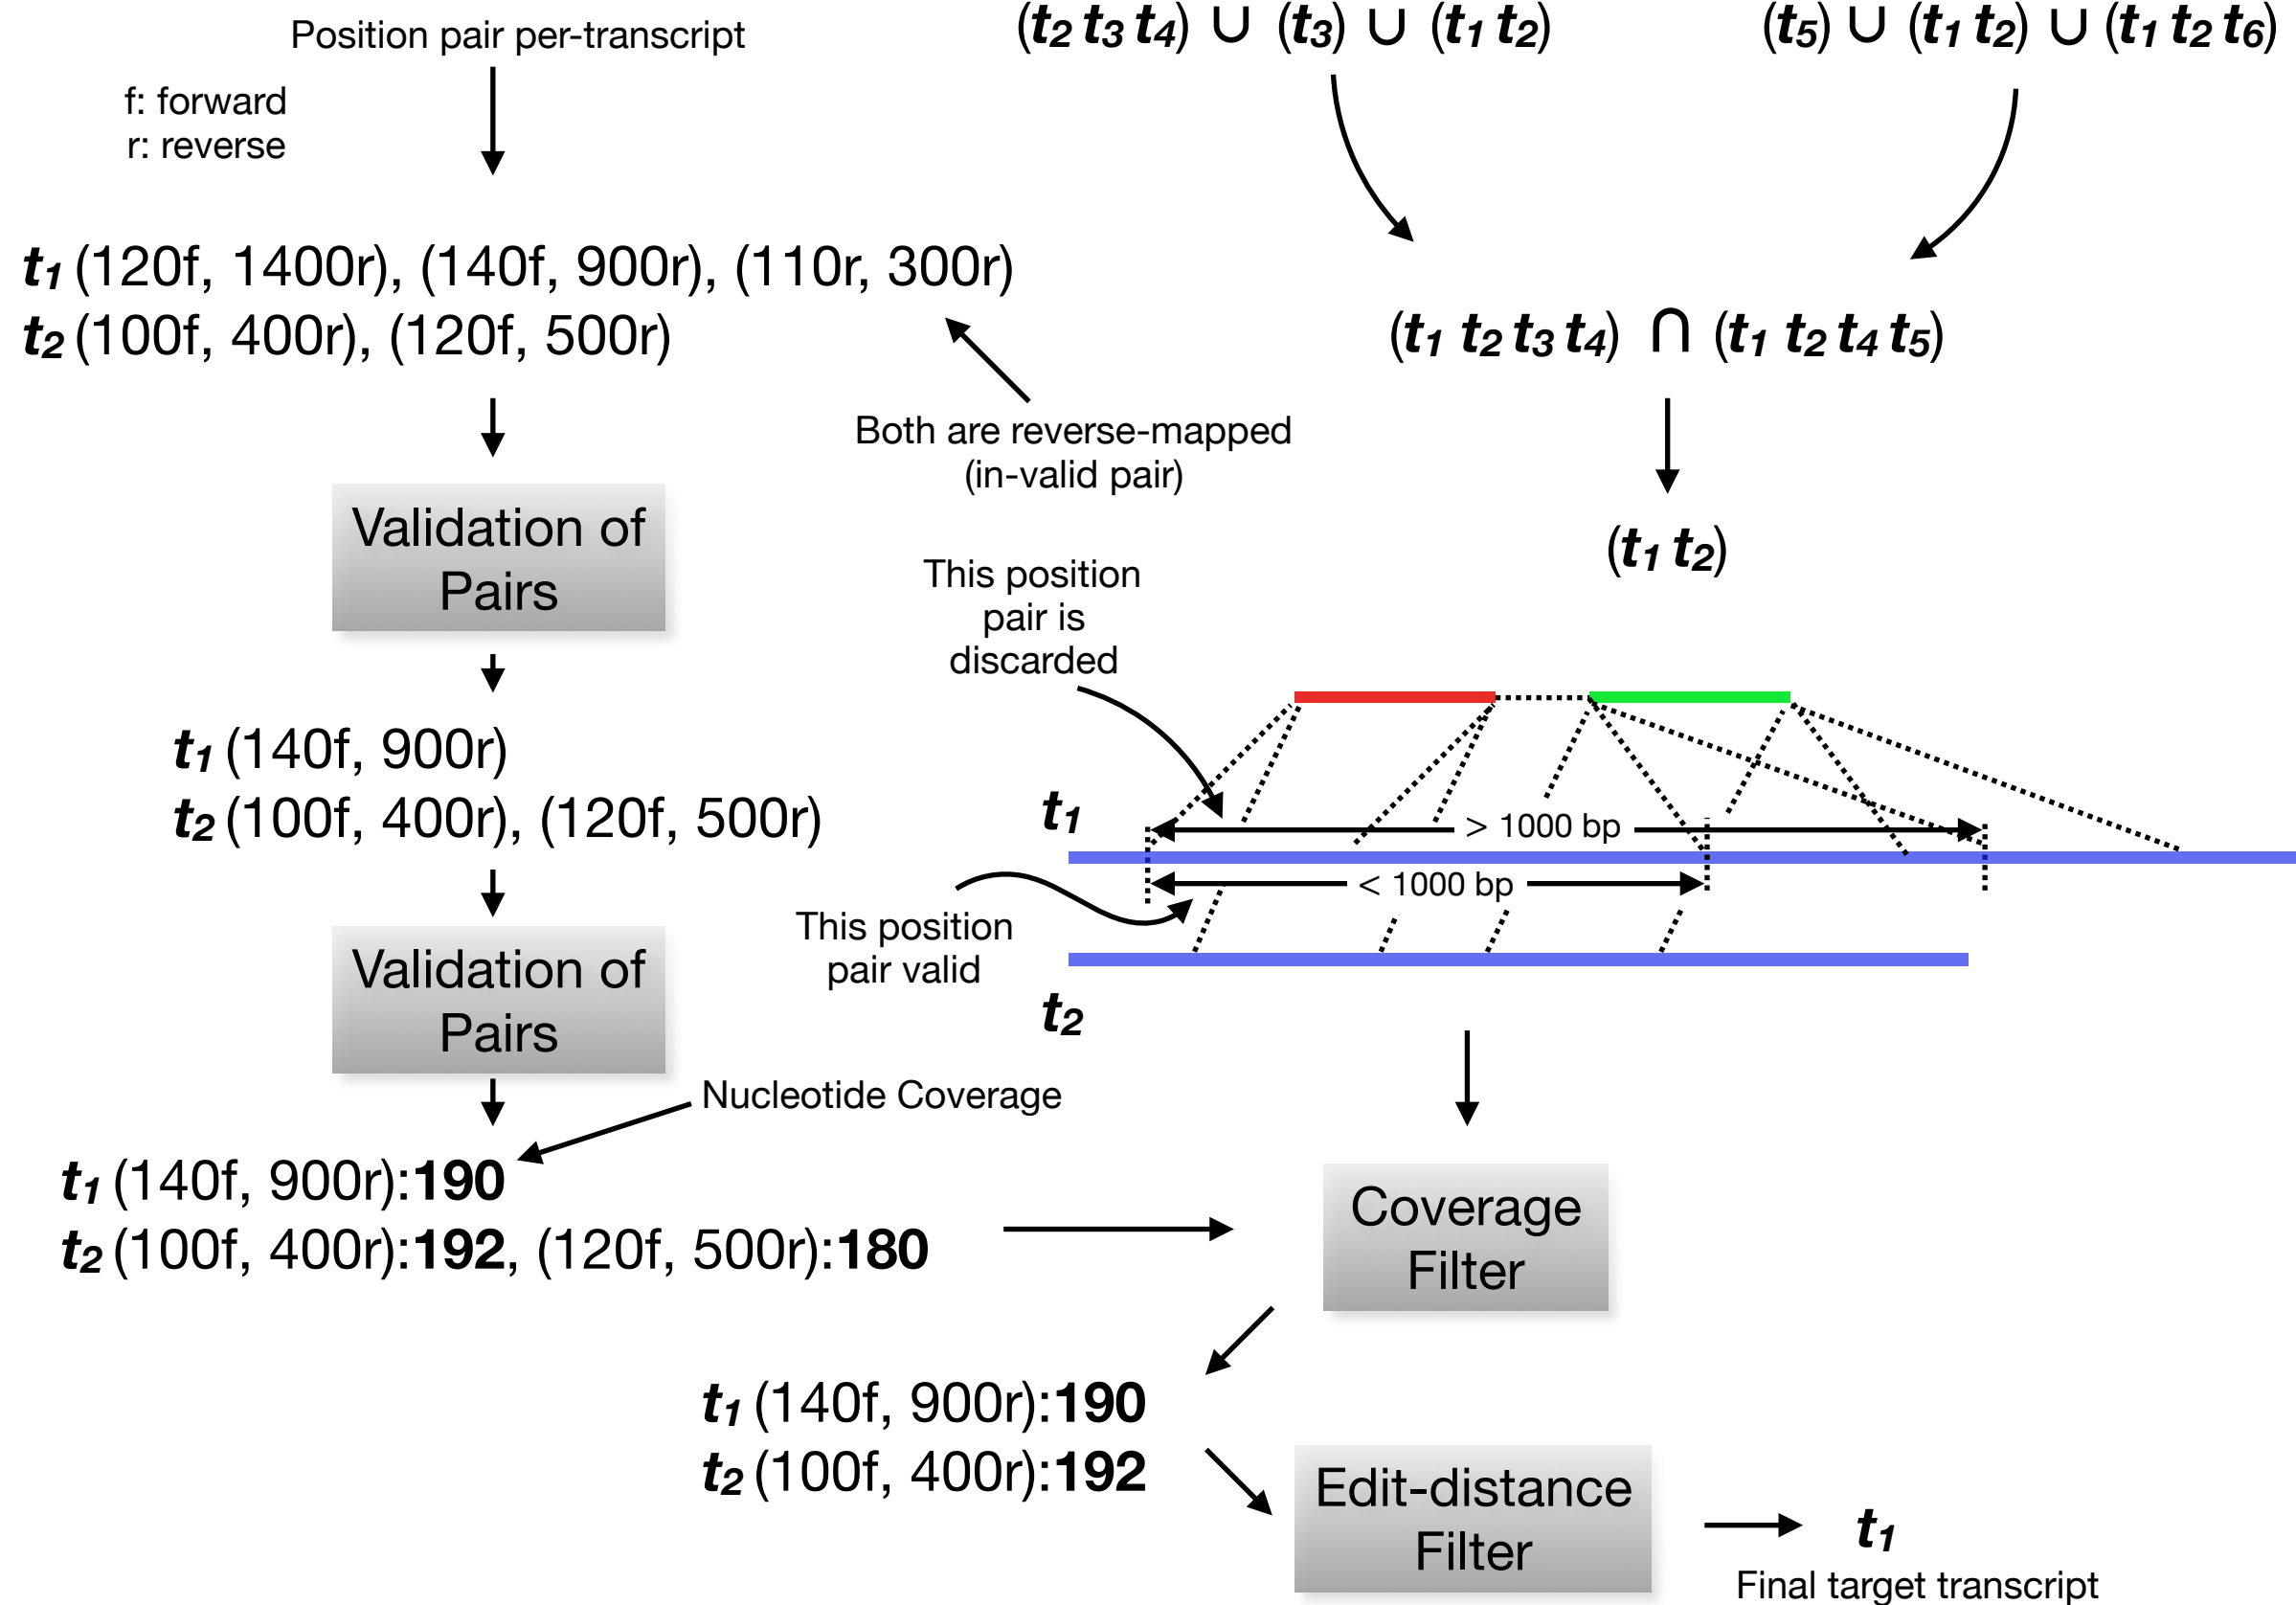 Position pair per-transcript
f: forward
r: reverse
t1 (120f, 1400r), (140f, 900r), (110r, 300r)
t2 (100f, 400r), (120f, 500r)
Both are reverse-mapped
(in-valid pair)
Validation of
Pairs
t1 (140f, 900r)
t2 (100f, 400r), (120f, 500r)
Validation of
Pairs
Nucleotide Coverage
t1 (140f, 900r):190
t2 (100f, 400r):192, (120f, 500r):180
(t2 t3 t4) ∪ (t3) ∪ (t1 t2)
(t5) ∪ (t1 t2) ∪ (t1 t2 t6)
(t1 t2 t3 t4) ∩ (t1 t2 t4 t5)
(t1 t2)
This position
pair is
discarded
t1
> 1000 bp
< 1000 bp
This position
pair valid
t2
Coverage
Filter
t1 (140f, 900r):190
t2 (100f, 400r):192
Edit-distance
Filter
t1
Final target transcript